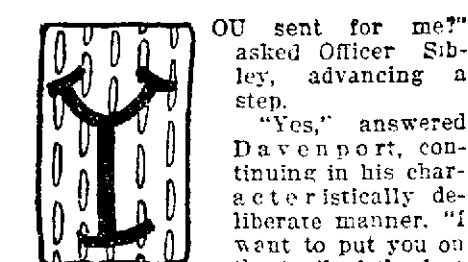 YOU sent for me?"
asked Officer Sib-
ley, advancing a
step.
"Yes," answered
Davenport, con-
tinuing in his char-
acteristically de-
liberate manner. "I
want to put you on